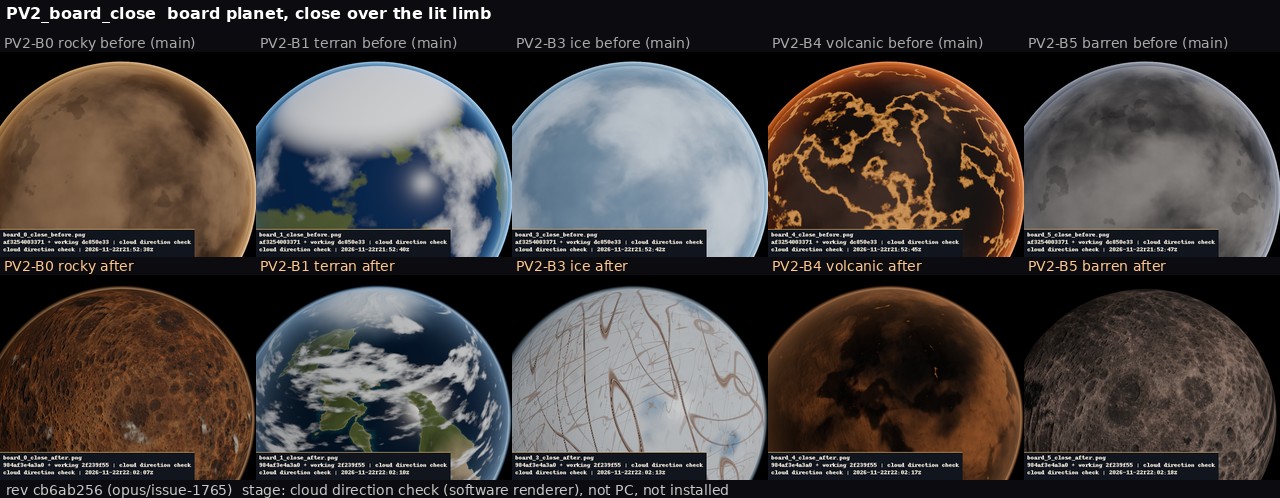 PV2_board_close  board planet, close over the lit limb
PV2-B0 rocky before (main)
PV2-B1 terran before (main)
PV2-B3 ice before (main)
PV2-B4 volcanic before (main)
PV2-B5 barren before (main)
board_0_close_before.png
af3254003371 + working dc050e33 | cloud direction check
cloud direction check | 2026-11-22T21:52:38z
board_1_close_before.png
af3254003371 + working dc050e33 | cloud direction check
cloud direction check | 2026-11-22T21:52:40z
board_3_close_before.png
af3254003371 + working dc050e33 | cloud direction check
cloud direction check | 2026-11-22T21:52:42z
board_4_close_before.png
af3254003371 + working dc050e33 | cloud direction check
cloud direction check | 2026-11-22T21:52:45z
board_5_close_before.png
af3254003371 + working dc050e33 | cloud direction check
cloud direction check | 2026-11-22T21:52:47z
PV2-B0 rocky after
PV2-B1 terran after
PV2-B3 ice after
PV2-B4 volcanic after
PV2-B5 barren after
board_0_close_after.png
984af3e4a3a0 + working 2f239f55 | cloud direction check
cloud direction check | 2026-11-22T22:02:07z
board_1_close_after.png
984af3e4a3a0 + working 2f239f55 | cloud direction check
cloud direction check | 2026-11-22T22:02:10z
board_3_close_after.png
984af3e4a3a0 + working 2f239f55 | cloud direction check
cloud direction check | 2026-11-22T22:02:13z
board_4_close_after.png
984af3e4a3a0 + working 2f239f55 | cloud direction check
cloud direction check | 2026-11-22T22:02:17z
board_5_close_after.png
984af3e4a3a0 + working 2f239f55 | cloud direction check
cloud direction check | 2026-11-22T22:02:19z
rev cb6ab256 (opus/issue-1765)  stage: cloud direction check (software renderer), not PC, not installed